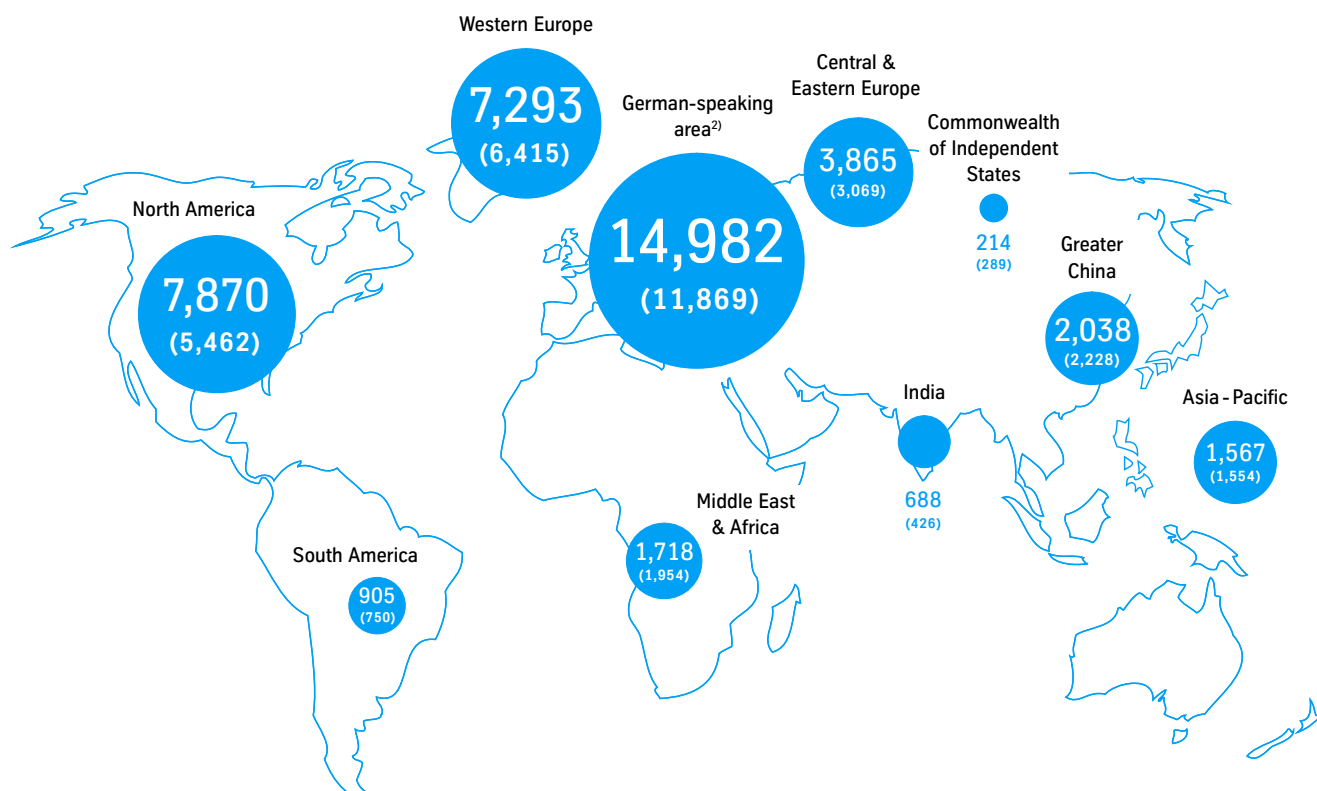 Western Europe
7,293
(6,415)
German-speaking
area2)
14,982
(11,869)
Central &
Eastern Europe
3,865
(3,069)
Commonwealth
of Independent
States
214
(289)
North America
7,870
(5,462)
Greater
China
2,038
(2,228)
India
688
(426)
Asia-Pacific
1,567
(1,554)
Middle East
& Africa
1,718
(1,954)
South America
905
(750)